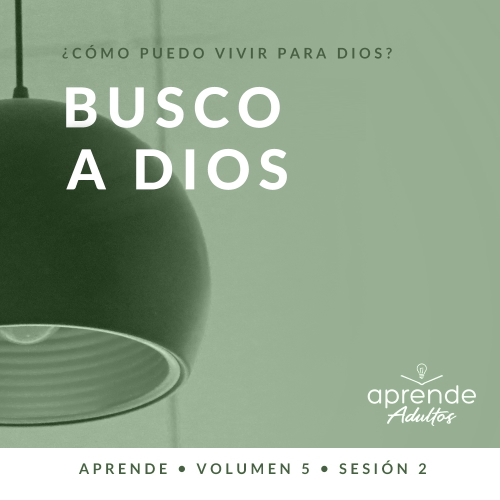 ¿CÓMO PUEDO VIVIR PARA DIOS?
BUSCO
A DIOS
aprende
Adultos
APRENDE • VOLUMEN 5 • SESIÓN 2